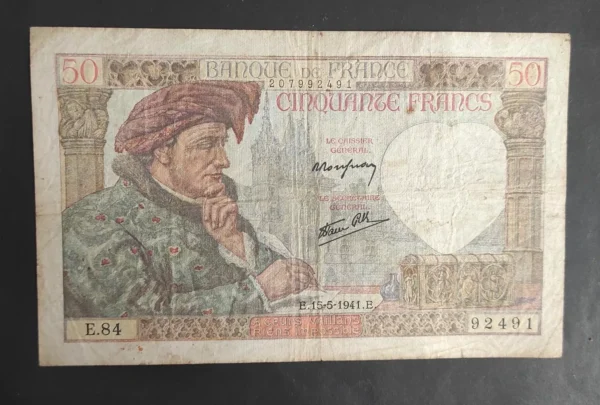 50
BANQUE DE FRANCE
50
207992491
CINQUANTE FRANCS
LE CAISSIER
GÉNÉRAL
LE SECRÉTAIRE
GÉNÉRAL
E.15-5-1941.E.
E.84
92491